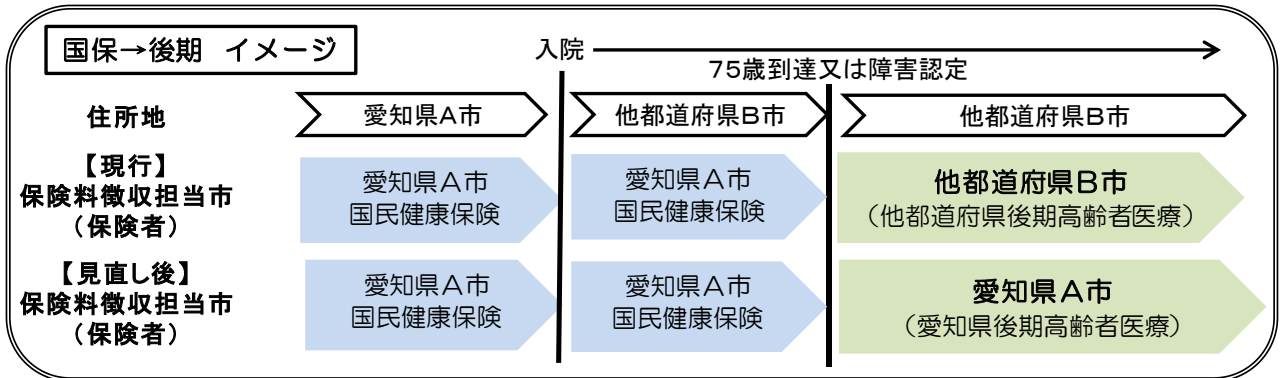 国保→後期 イメージ
入院
75歳到達又は障害認定
住所地
愛知県A市
他都道府県B市
他都道府県B市
【現行】
保険料徴収担当市
（保険者）
愛知県A市
国民健康保険
愛知県A市
国民健康保険
他都道府県B市
（他都道府県後期高齢者医療）
【見直し後】
保険料徴収担当市
（保険者）
愛知県A市
国民健康保険
愛知県A市
国民健康保険
愛知県A市
（愛知県後期高齢者医療）